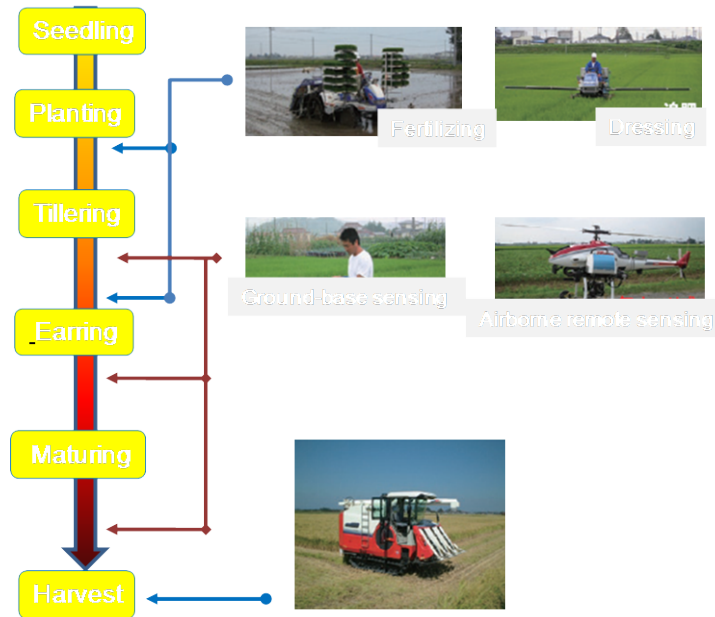 Seedling
Planting
Tillering
Earring
Maturing
Harvest
Fertilizing
Dressing
Ground-base sensing
Airborne remote sensing